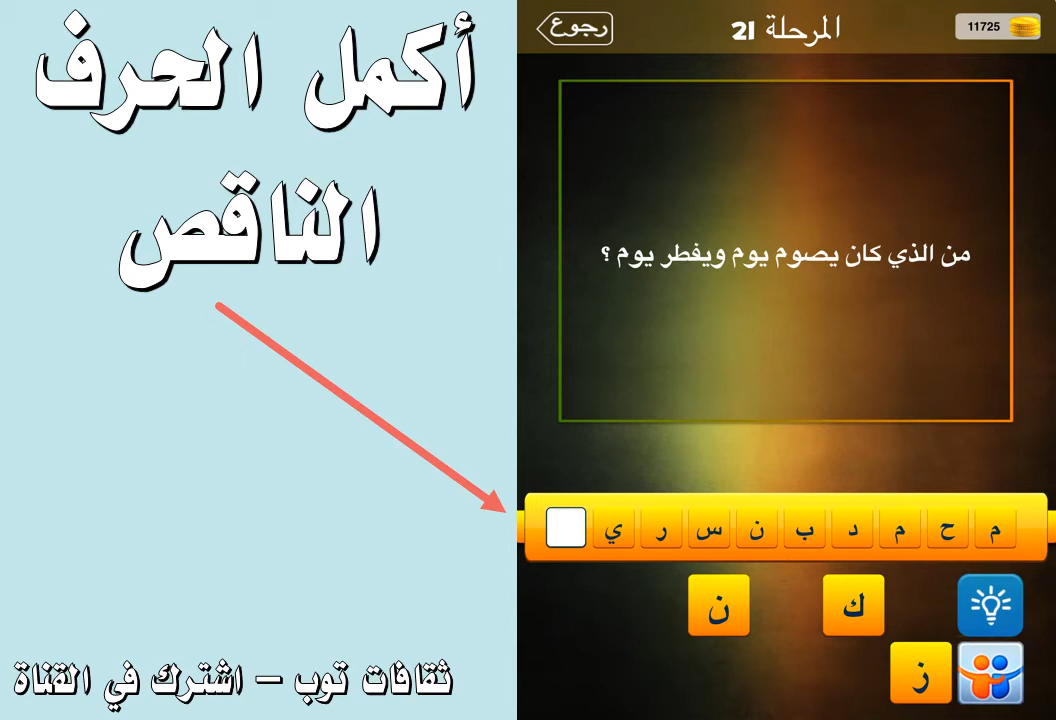 أكمل الحرف
الناقص
ثقافات توب – اشترك في القناة
رجوع
المرحلة 21
11725
من الذي كان يصوم يوم ويفطر يوم ؟
م ح م د ب ن س ر ي
ن ك
ز